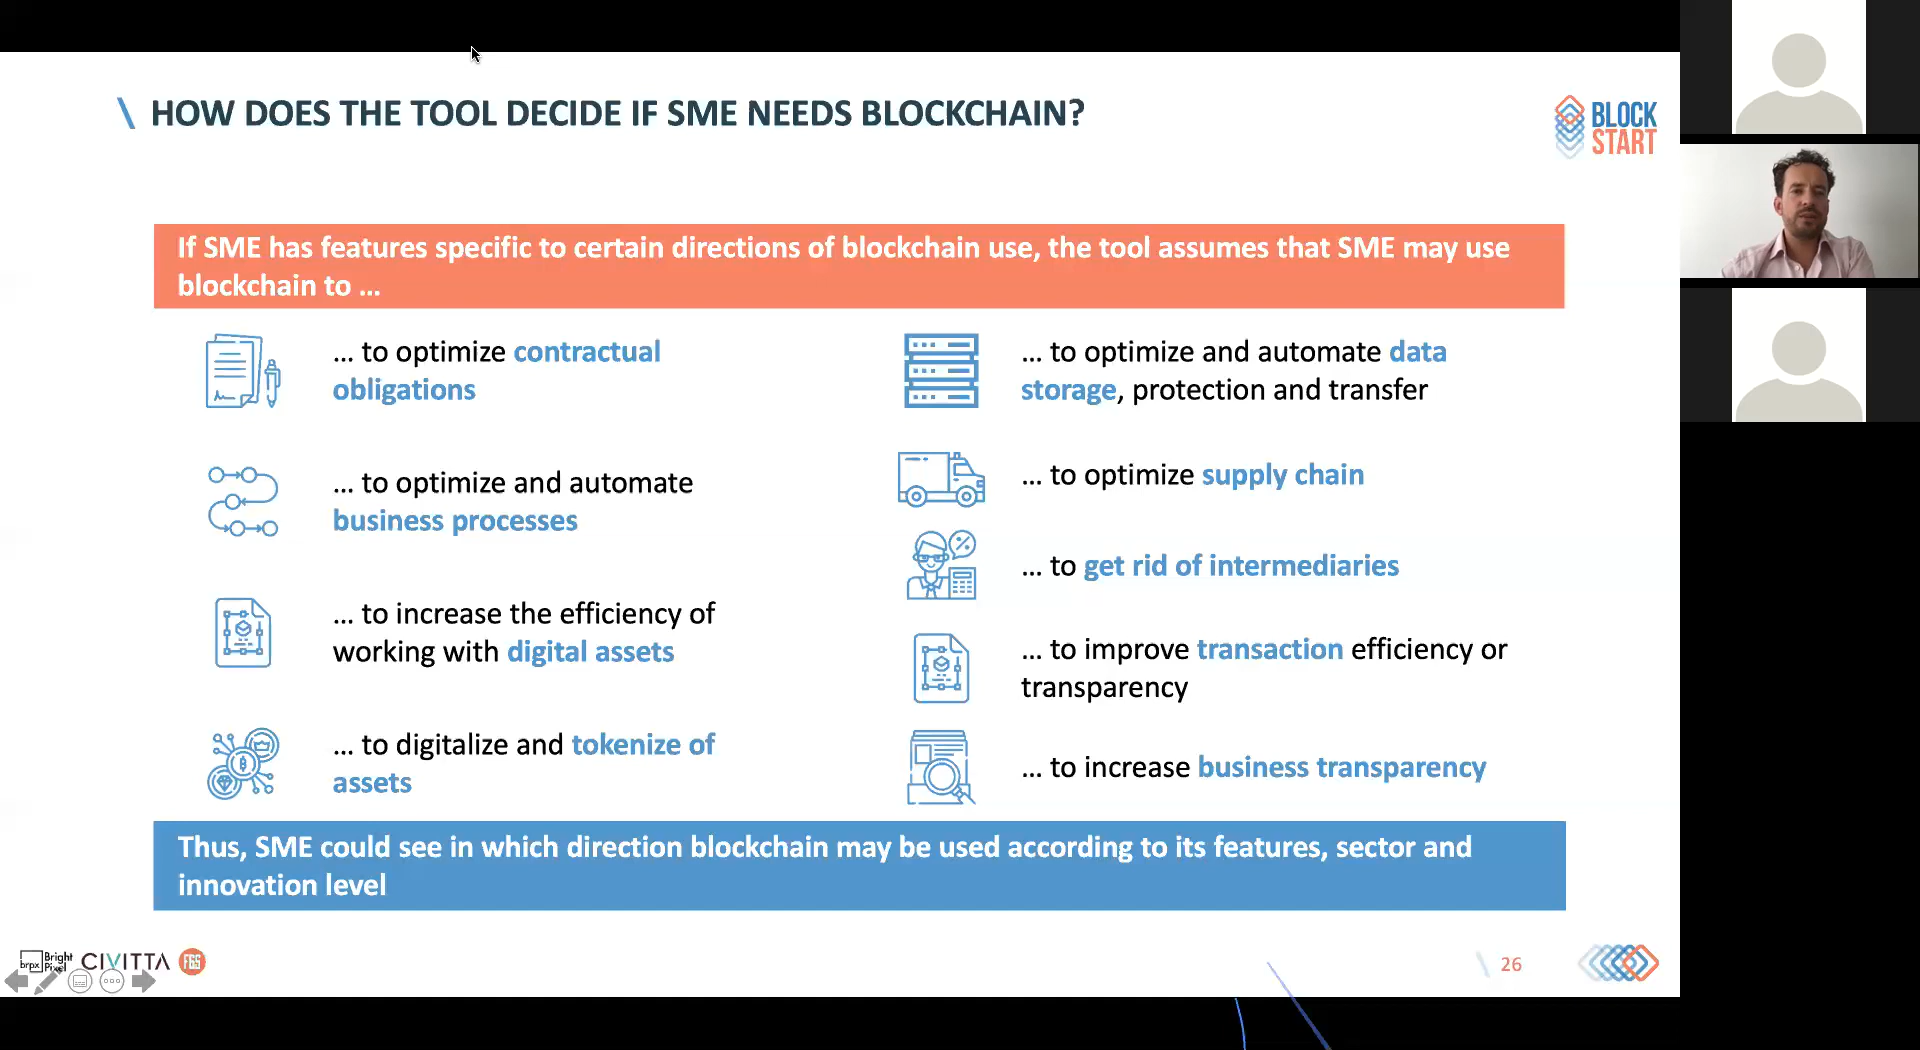 HOW DOES THE TOOL DECIDE IF SME NEEDS BLOCKCHAIN?
BLOCK
START
If SME has features specific to certain directions of blockchain use, the tool assumes that SME may use
blockchain to ...
... to optimize contractual
obligations
... to optimize and automate
business processes
... to increase the efficiency of
working with digital assets
... to digitalize and tokenize of
assets
... to optimize and automate data
storage, protection and transfer
... to optimize supply chain
... to get rid of intermediaries
... to improve transaction efficiency or
transparency
... to increase business transparency
Thus, SME could see in which direction blockchain may be used according to its features, sector and
innovation level
brpx
Bright
Pixel
CIVITTA
F6S
26